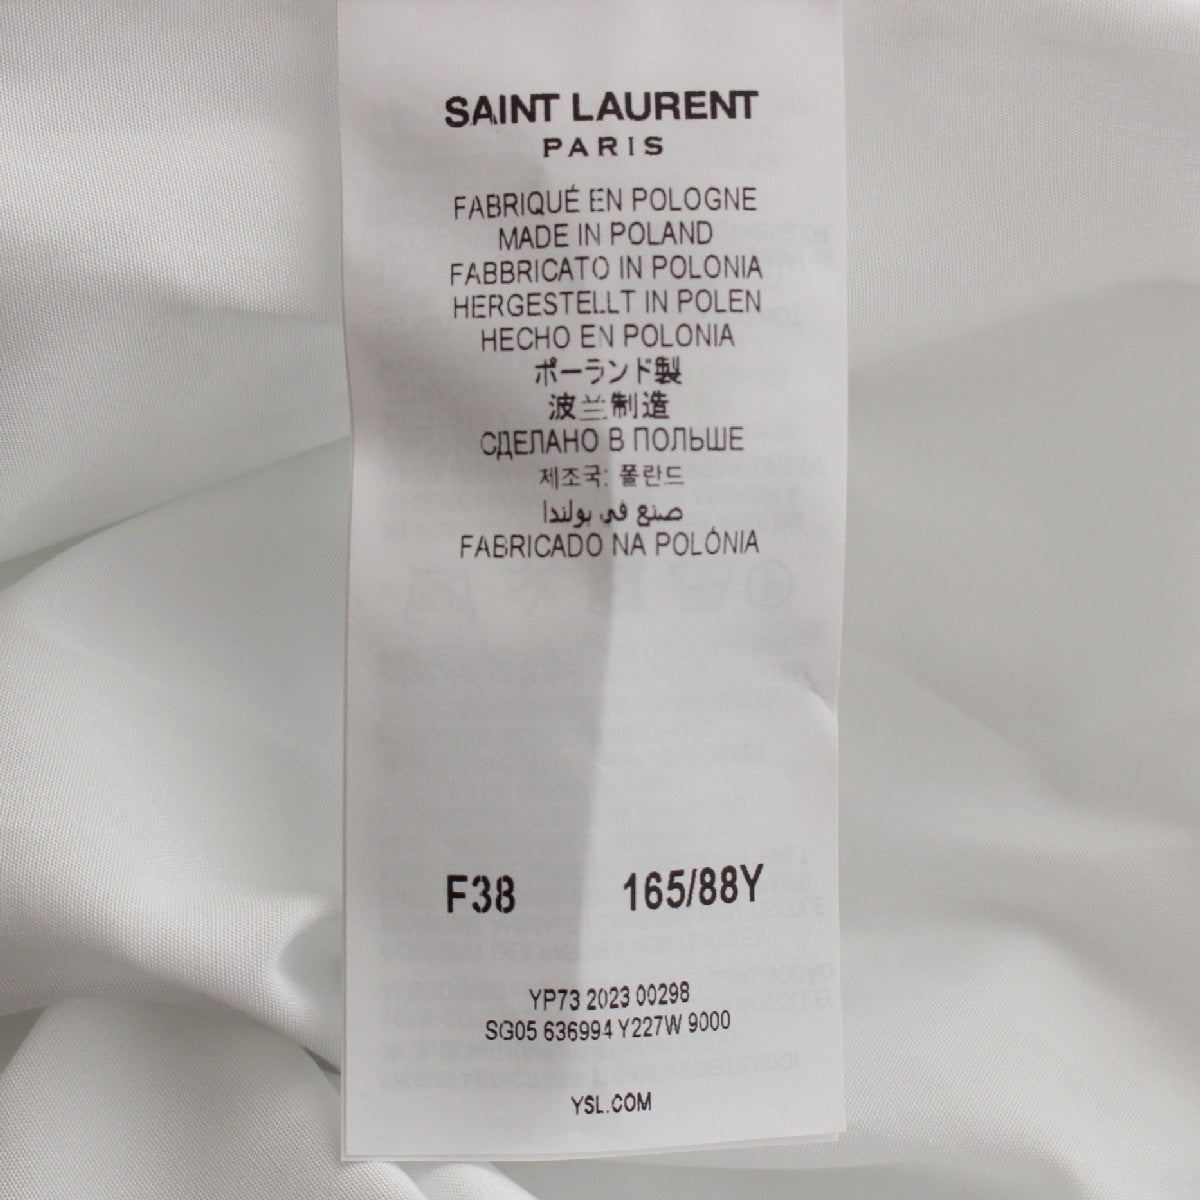 SAINT LAURENT
PARIS
FABRIQUÉ EN POLOGNE
MADE IN POLAND
FABBRICATO IN POLONIA
HERGESTELLT IN POLEN
HECHO EN POLONIA
ポーランド製
波兰制造
СДЕЛАНО В ПОЛЬШЕ
제조국: 폴란드
صنع في بولندا
FABRICADO NA POLÓNIA
F38 165/88Y
YP73 2023 00298
SG05 636994 Y227W 9000
YSL.COM